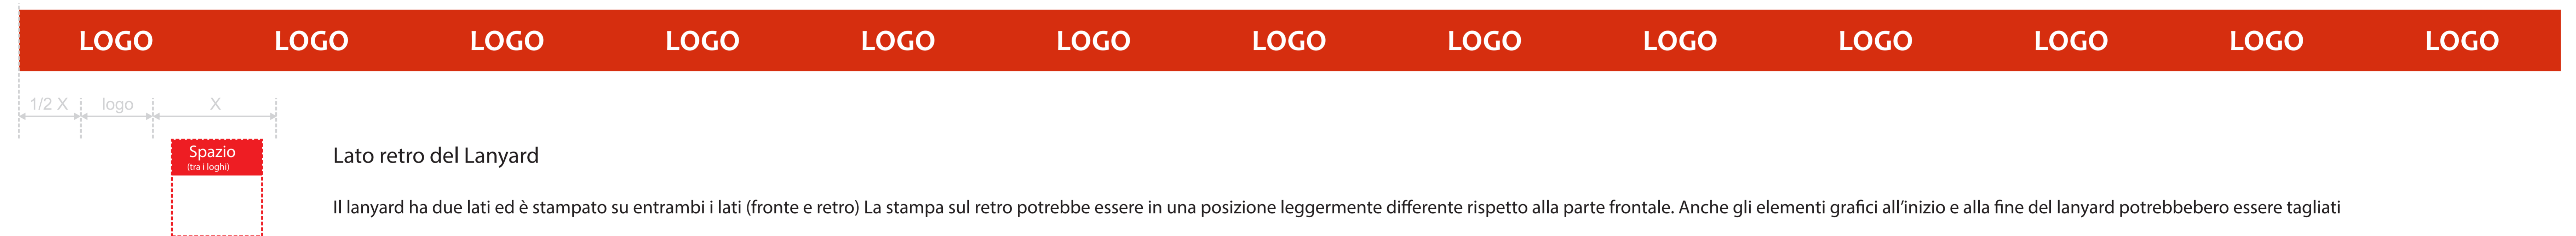 LOGO LOGO LOGO LOGO LOGO LOGO LOGO LOGO LOGO LOGO LOGO LOGO LOGO
1/2 X logo X
Spazio
(tra i loghi)
Lato retro del Lanyard
Il lanyard ha due lati ed è stampato su entrambi i lati (fronte e retro) La stampa sul retro potrebbe essere in una posizione leggermente differente rispetto alla parte frontale. Anche gli elementi grafici all’inizio e alla fine del lanyard potrebbebero essere tagliati